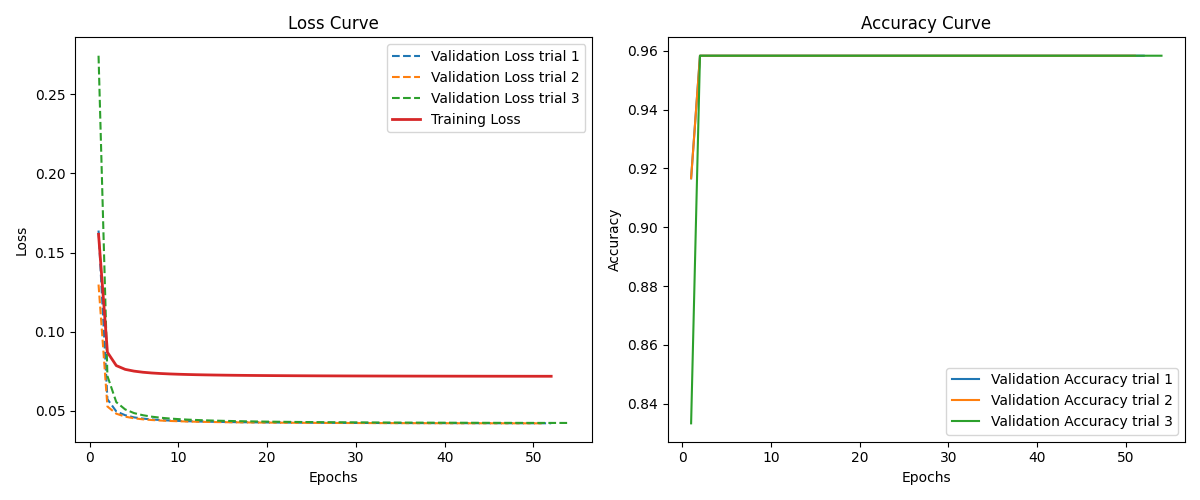 Loss Curve
Validation Loss trial 1
Validation Loss trial 2
Validation Loss trial 3
Training Loss
0.25
0.20
0.15
0.10
0.05
Loss
0 10 20 30 40 50
Epochs
Accuracy Curve
0.96
0.94
0.92
0.90
0.88
0.86
0.84
Accuracy
Validation Accuracy trial 1
Validation Accuracy trial 2
Validation Accuracy trial 3
0 10 20 30 40 50
Epochs